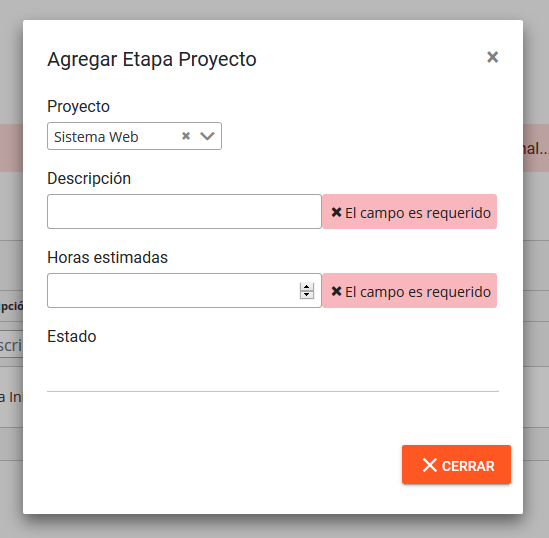 Agregar Etapa Proyecto
Proyecto
Sistema Web
Descripción
El campo es requerido
Horas estimadas
El campo es requerido
Estado
CERRAR